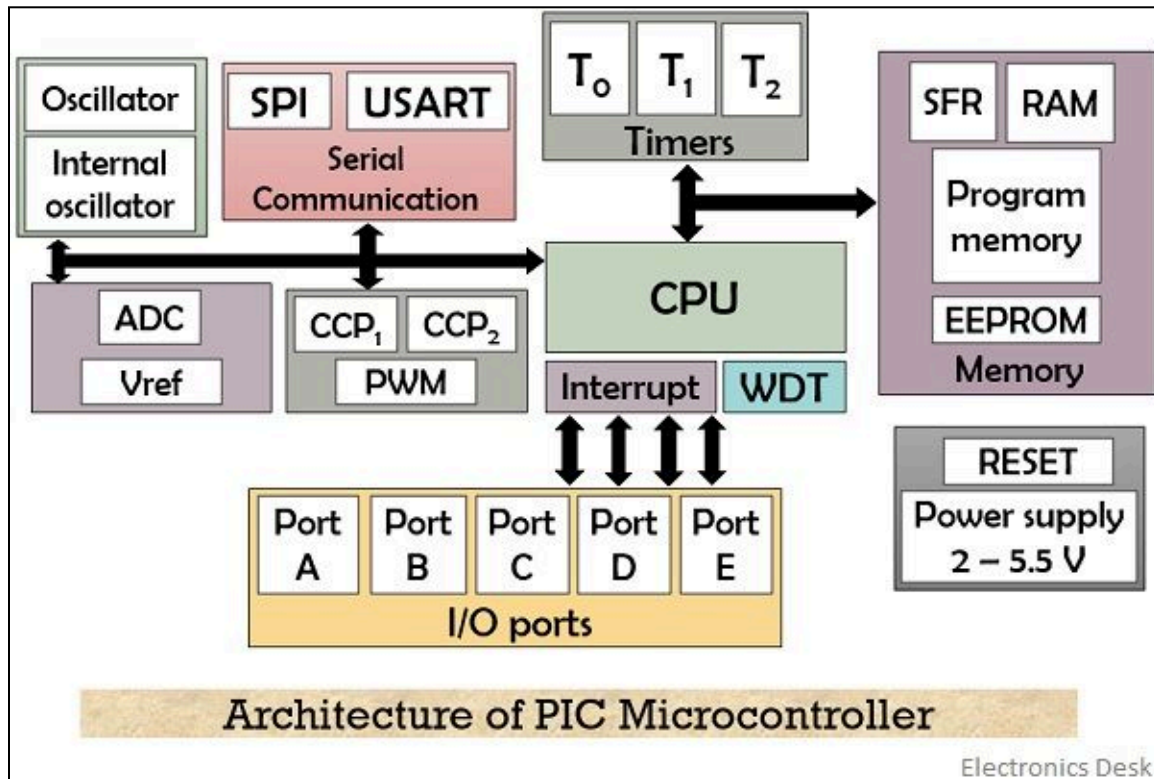 Oscillator
Internal
oscillator
SPI
USART
Serial
Communication
T₀
T₁
T₂
Timers
SFR
RAM
Program
memory
EEPROM
Memory
ADC
Vref
CCP₁
CCP₂
PWM
CPU
Interrupt
WDT
RESET
Power supply
2 – 5.5 V
Port
A
Port
B
Port
C
Port
D
Port
E
I/O ports
Architecture of PIC Microcontroller
Electronics Desk